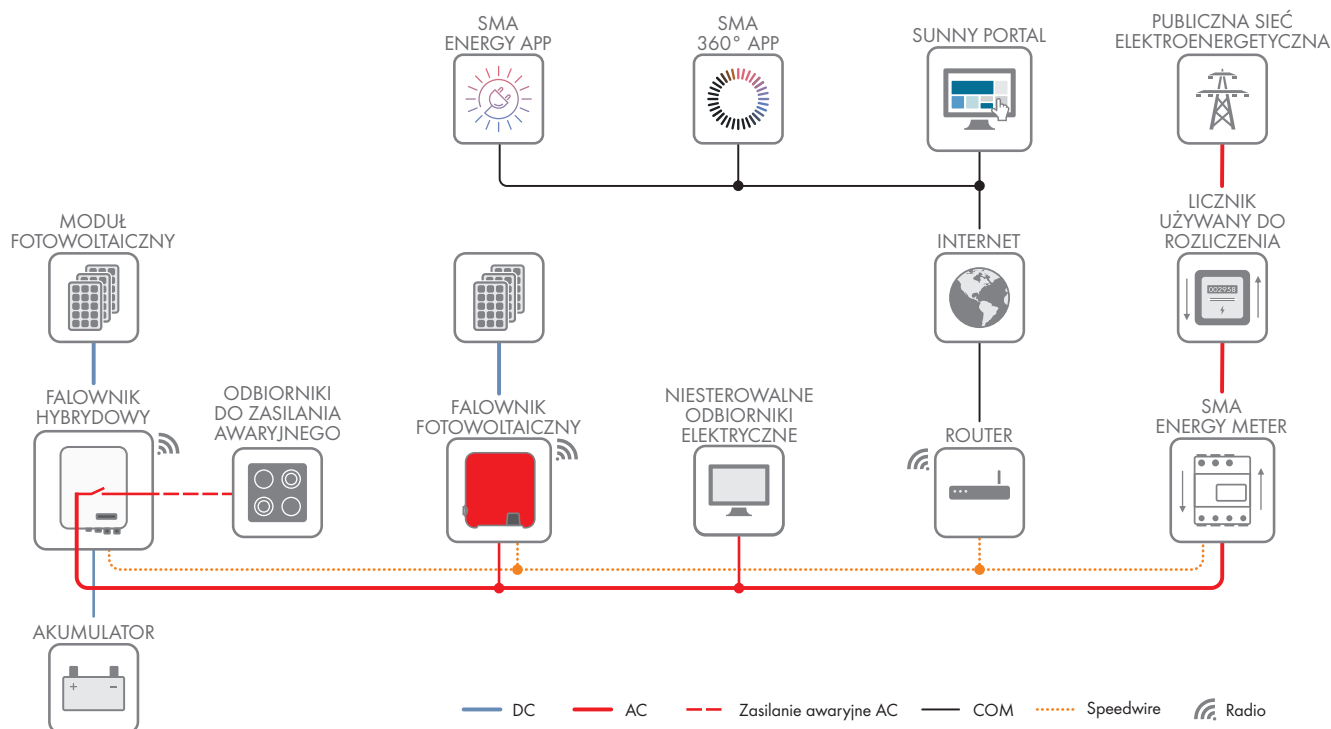 SMA
ENERGY APP
SMA
360° APP
SUNNY PORTAL
PUBLICZNA SIEĆ
ELEKTROENERGETYCZNA
MODUŁ
FOTOWOLTAICZNY
INTERNET
LICZNIK
UŻYWANY DO
ROZLICZENIA
002958
FALOWNIK
HYBRYDOWY
ODBIORNIKI
DO ZASILANIA
AWARYJNEGO
FALOWNIK
FOTOWOLTAICZNY
NIESTEROWALNE
ODBIORNIKI
ELEKTRYCZNE
ROUTER
SMA
ENERGY METER
AKUMULATOR
+ –
DC
AC
Zasilanie awaryjne AC
COM
Speedwire
Radio